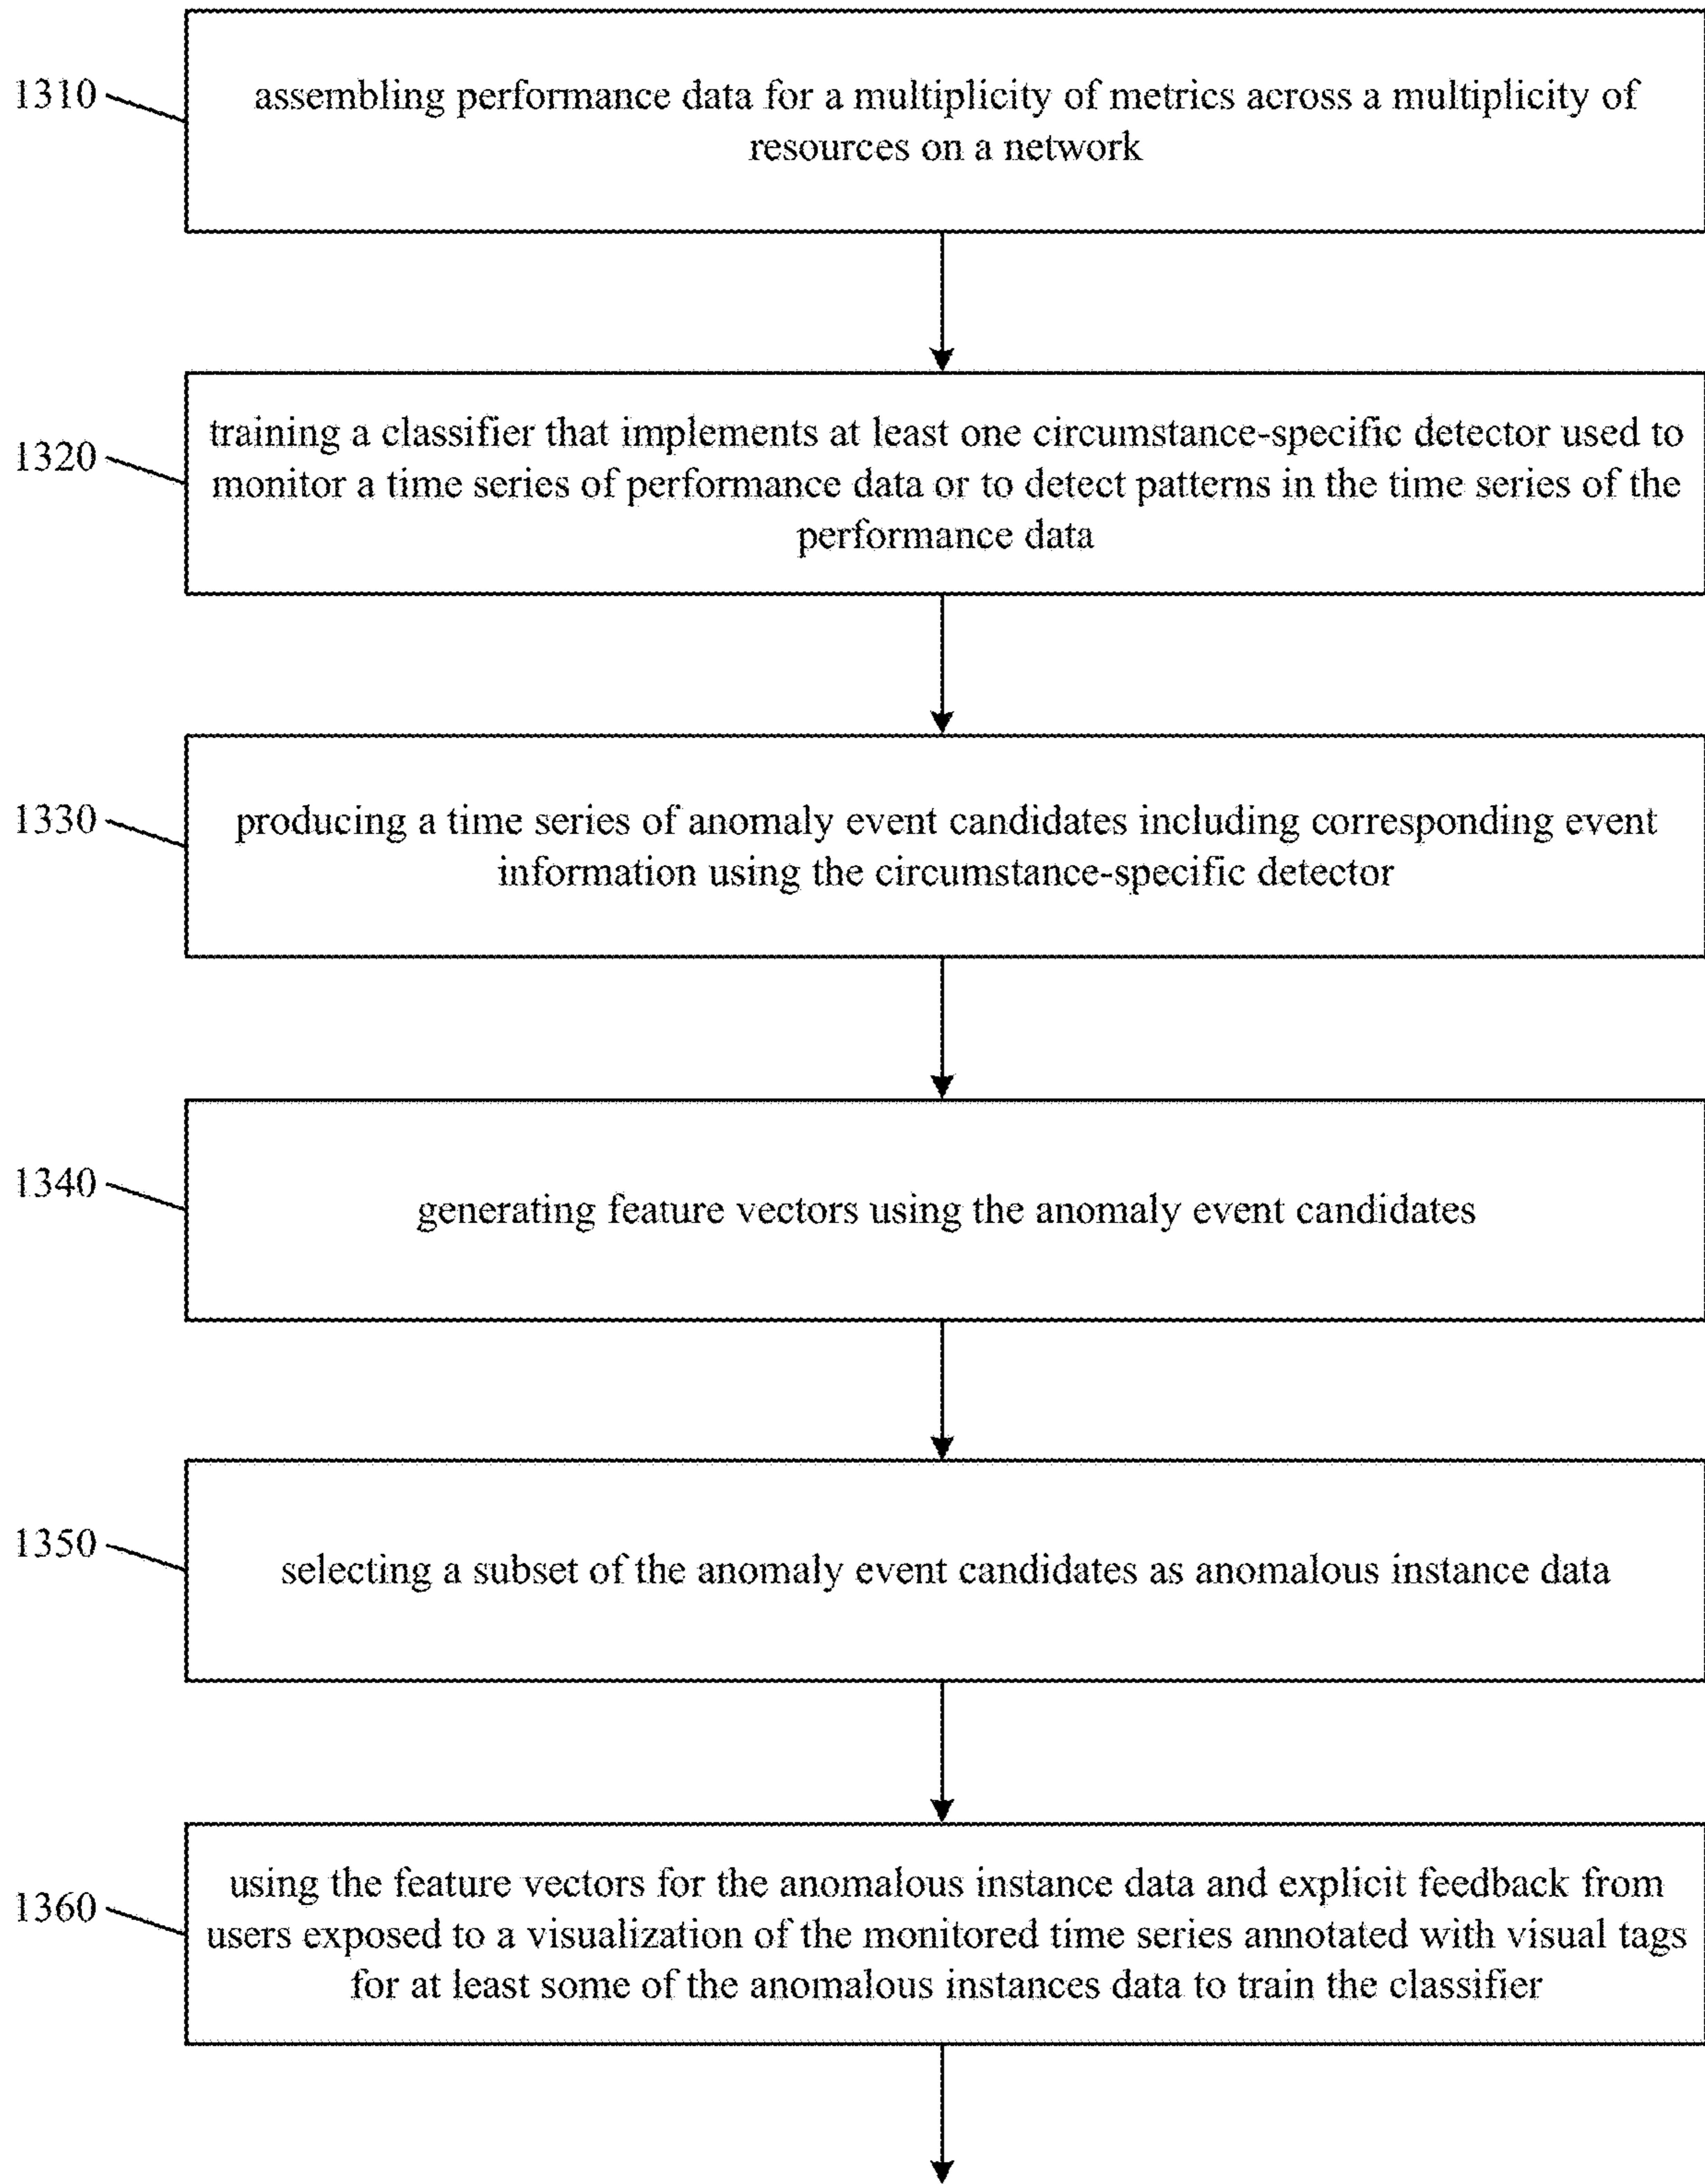 1310
assembling performance data for a multiplicity of metrics across a multiplicity of
resources on a network
1320
training a classifier that implements at least one circumstance-specific detector used to
monitor a time series of performance data or to detect patterns in the time series of the
performance data
1330
producing a time series of anomaly event candidates including corresponding event
information using the circumstance-specific detector
1340
generating feature vectors using the anomaly event candidates
1350
selecting a subset of the anomaly event candidates as anomalous instance data
1360
using the feature vectors for the anomalous instance data and explicit feedback from
users exposed to a visualization of the monitored time series annotated with visual tags
for at least some of the anomalous instances data to train the classifier